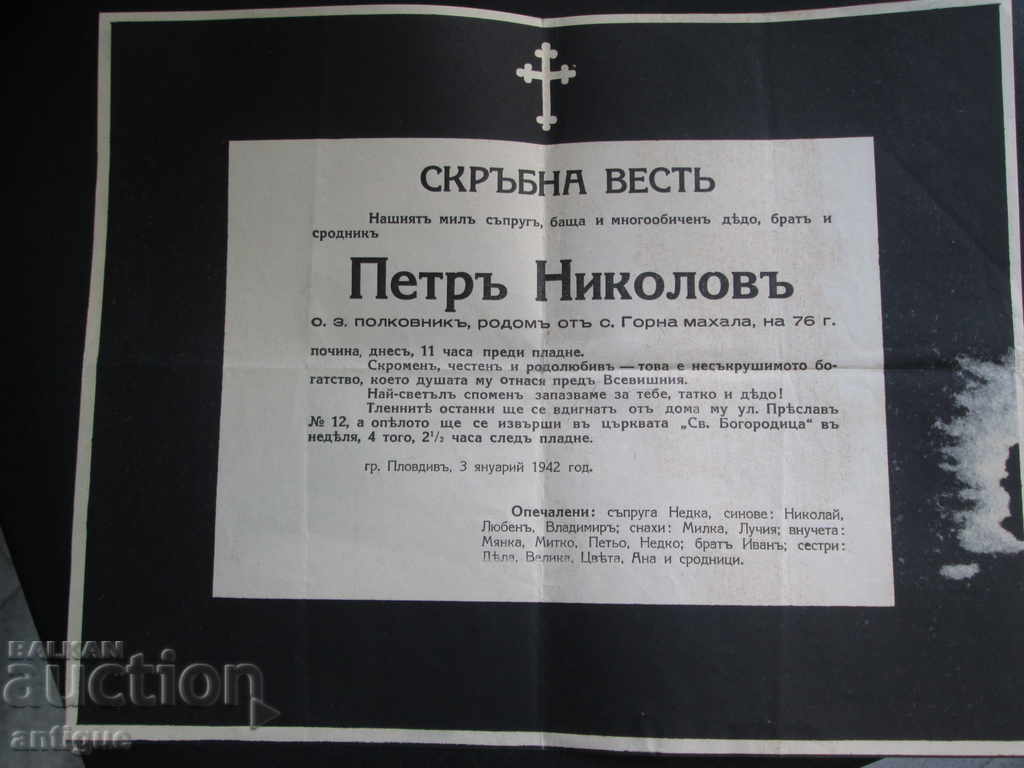 СКРЪБНА ВЕСТЬ
Нашиятъ милъ съпругъ, баща и многообиченъ дѣдо, братъ и
сродникъ
Петръ Николовъ
о. з. полковникъ, родомъ отъ с. Горна махала, на 76 г.
почина, днесъ, 11 часа преди пладне.
Скроменъ, честенъ и родолюбивъ — това е несъкрушимото бо-
гатство, което душата му отнася предъ Всевишния.
Най-светълъ споменъ запазваме за тебе, татко и дѣдо!
Тленнитѣ останки ще се вдигнатъ отъ дома му ул. Прѣславъ
№ 12, а опѣлото ще се извърши въ църквата „Св. Богородица" въ
недѣля, 4 того, 2½ часа следъ пладне.
гр. Пловдивъ, 3 януарий 1942 год.
Опечалени: съпруга Недка, синове: Николай,
Любенъ, Владимиръ; снахи: Милка, Лучия; внучета:
Мянка, Митко, Петьо, Недко; братъ Иванъ; сестри:
Велика, Цвѣта, Ана и сродници.
BALKAN
auction
antique